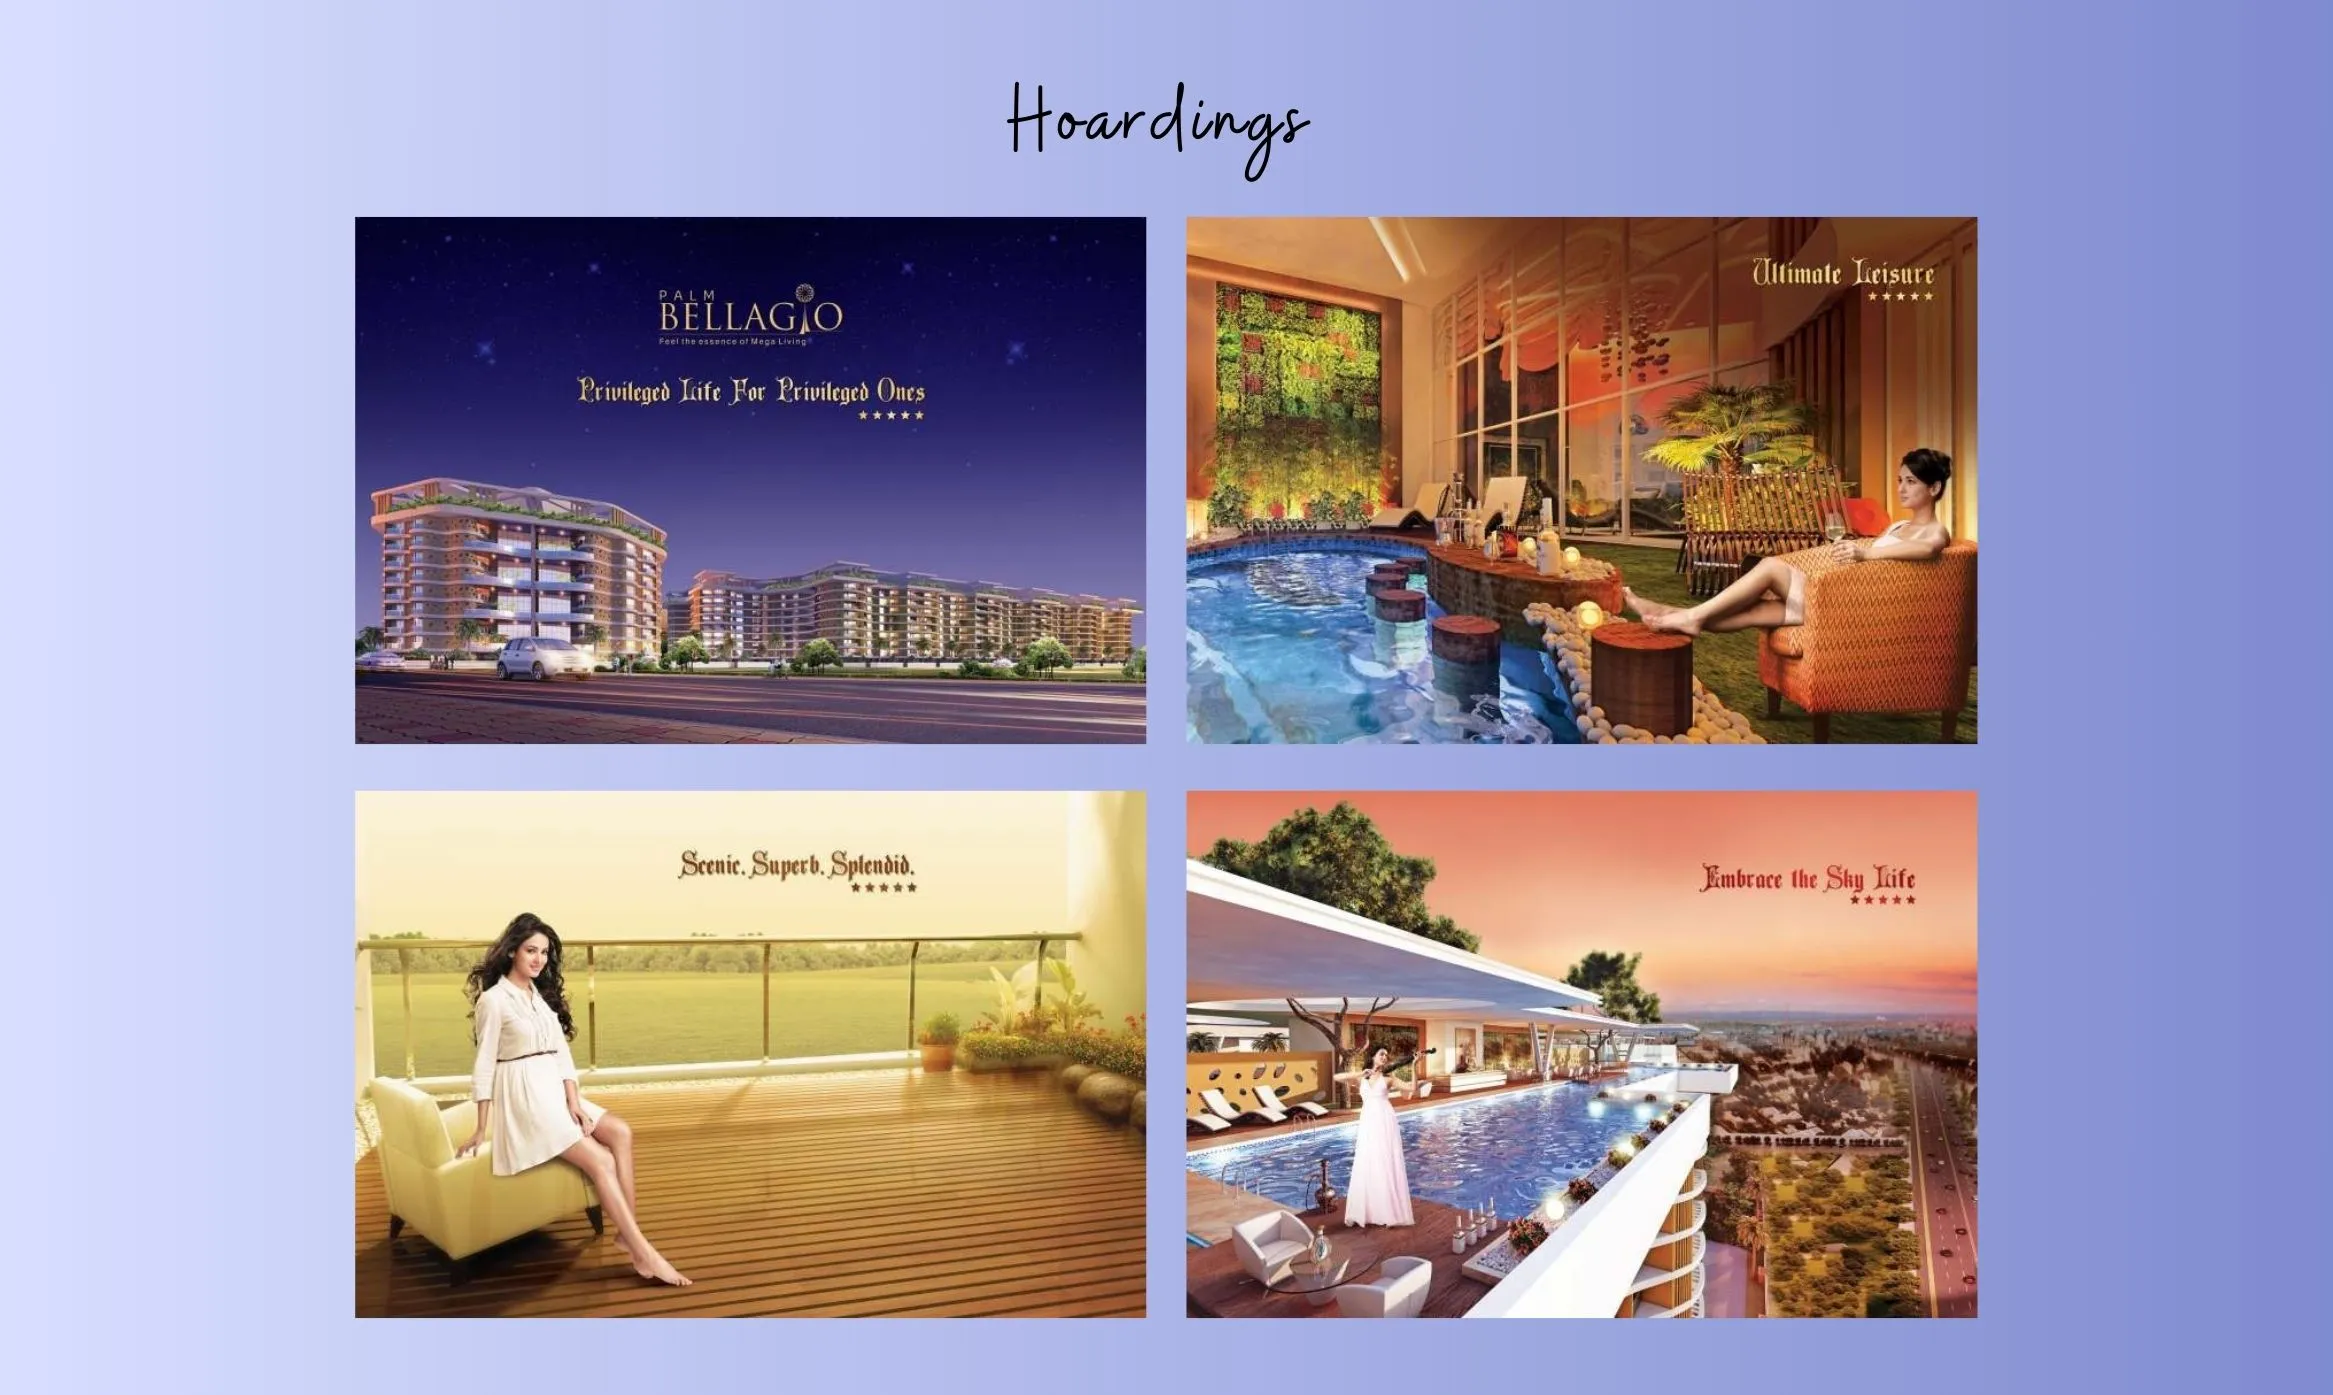 Hoardings
PALM
BELLAGIO
Feel the essence of Mega Living
Privileged Life For Privileged Ones
Ultimate Leisure
Scenic. Superb. Splendid.
Embrace the Sky Life